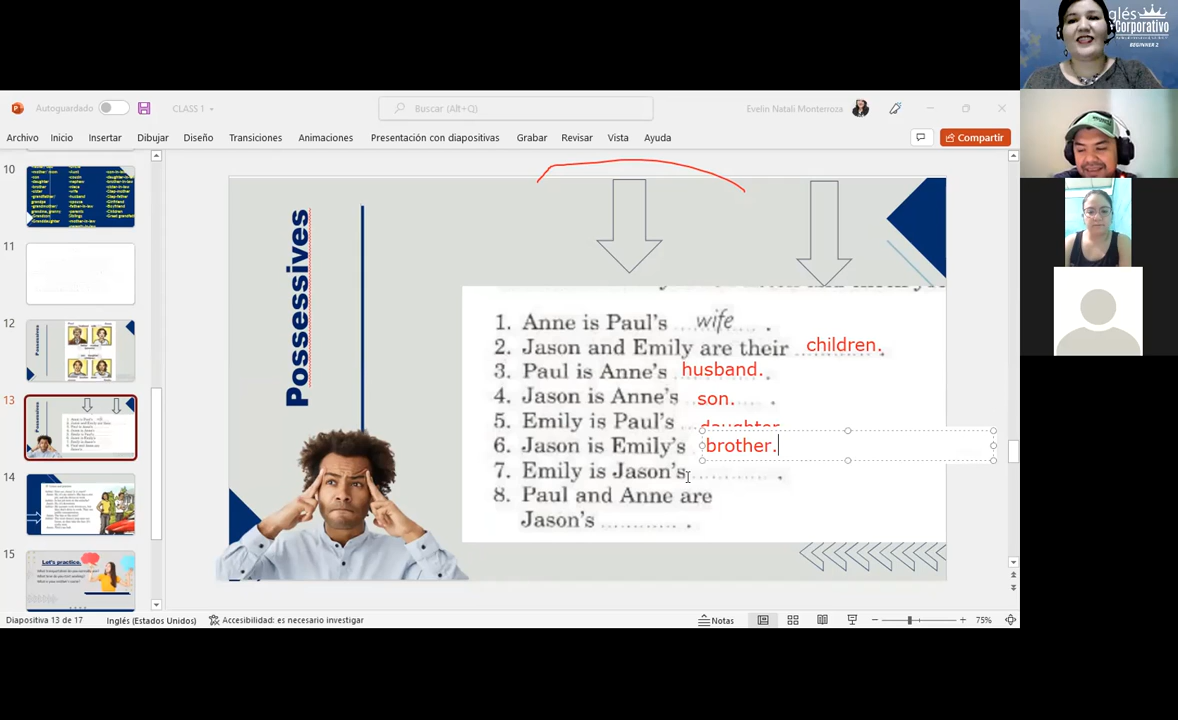 glés
Corporativo
BEGINNER 2
Autoguardado
CLASS 1
Buscar (Alt+Q)
Evelin Natali Monterroza
Archivo Inicio Insertar Dibujar Diseño Transiciones Animaciones Presentación con diapositivas Grabar Revisar Vista Ayuda
Compartir
10
11
12
13
14
15
Let's practice.
Possessives
1. Anne is Paul's wife.
2. Jason and Emily are their children.
3. Paul is Anne's husband.
4. Jason is Anne's son.
5. Emily is Paul's daughter
6. Jason is Emily's brother.
7. Emily is Jason's .............. .
8. Paul and Anne are
Jason's ............ .
Diapositiva 13 de 17 Inglés (Estados Unidos) Accesibilidad: es necesario investigar
Notas
75%